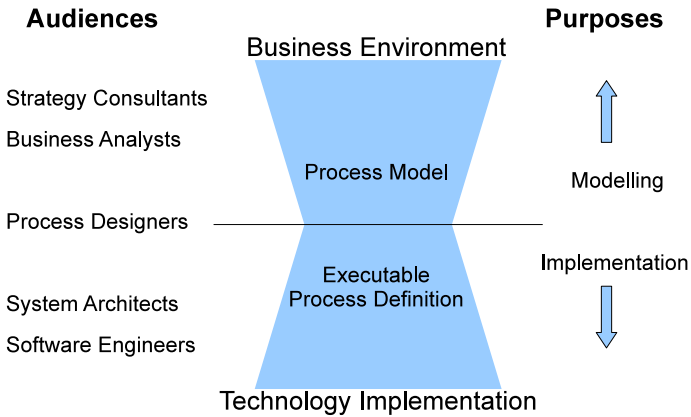 Audiences
Purposes
Business Environment
Strategy Consultants
Business Analysts
Process Model
Modelling
Process Designers
Implementation
Executable
Process Definition
System Architects
Software Engineers
Technology Implementation